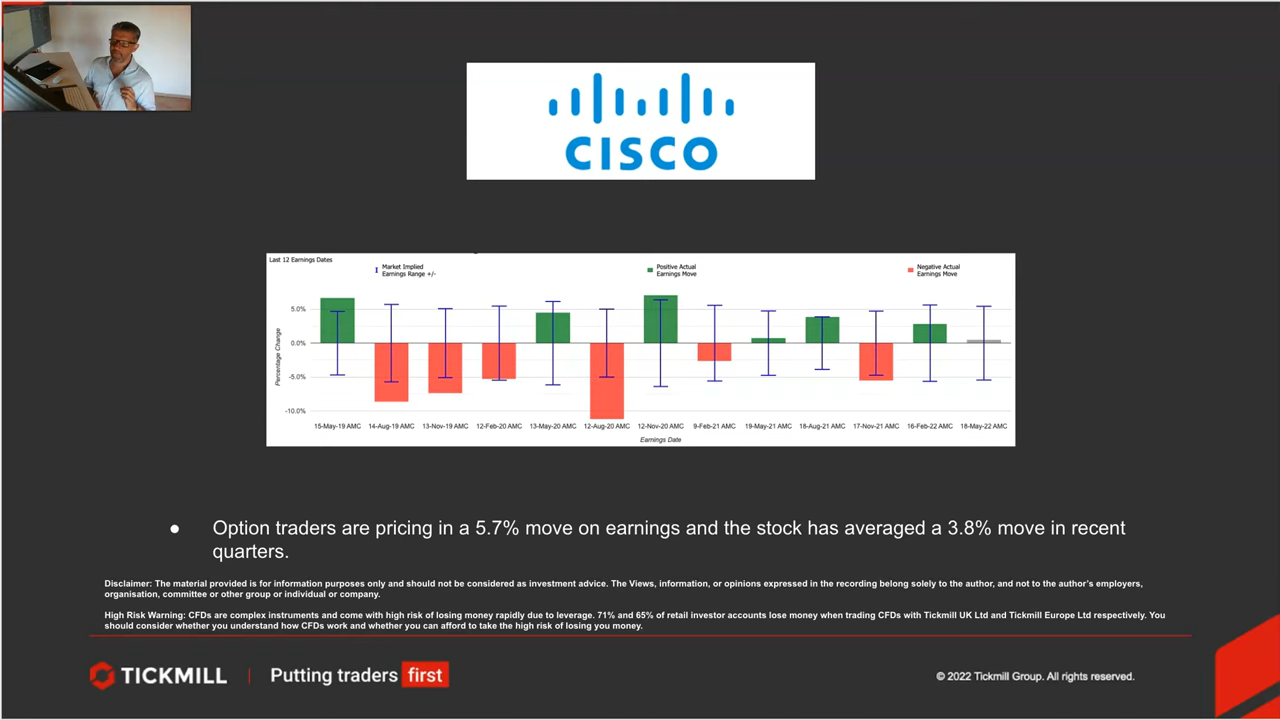 CISCO
Last 12 Earnings Dates
Market Implied
Earnings Range +/-
Positive Actual
Earnings Move
Negative Actual
Earnings Move
Percentage Change
5.0%
0.0%
-5.0%
-10.0%
15-May-19 AMC 14-Aug-19 AMC 13-Nov-19 AMC 12-Feb-20 AMC 13-May-20 AMC 12-Aug-20 AMC 12-Nov-20 AMC 9-Feb-21 AMC 19-May-21 AMC 18-Aug-21 AMC 17-Nov-21 AMC 16-Feb-22 AMC 18-May-22 AMC
Earnings Date
● Option traders are pricing in a 5.7% move on earnings and the stock has averaged a 3.8% move in recent
quarters.
Disclaimer: The material provided is for information purposes only and should not be considered as investment advice. The Views, information, or opinions expressed in the recording belong solely to the author, and not to the author's employers,
organisation, committee or other group or individual or company.
High Risk Warning: CFDs are complex instruments and come with high risk of losing money rapidly due to leverage. 71% and 65% of retail investor accounts lose money when trading CFDs with Tickmill UK Ltd and Tickmill Europe Ltd respectively. You
should consider whether you understand how CFDs work and whether you can afford to take the high risk of losing you money.
TICKMILL | Putting traders first
© 2022 Tickmill Group. All rights reserved.